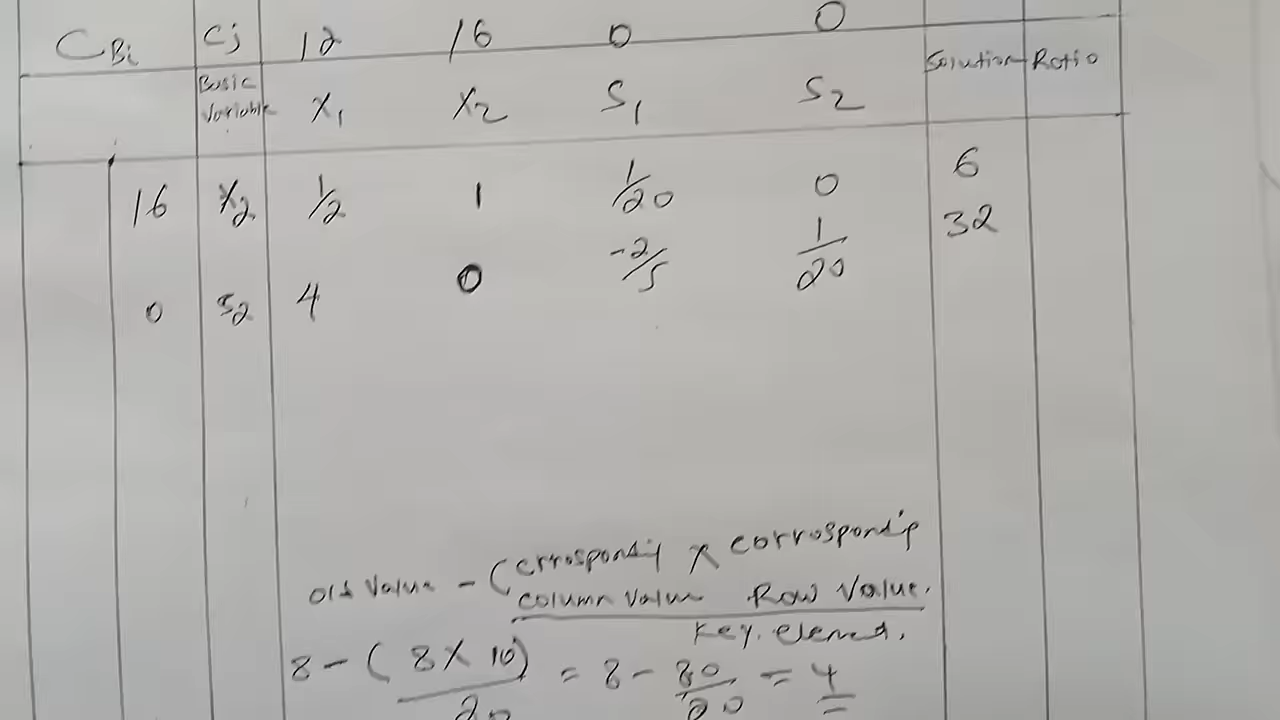 CBi Cj 12 16 0 0
Basic Variable X1 X2 S1 S2 Solution Ratio
16 X2 1/2 1 1/20 0 6
0 S2 4 0 -2/5 1/20 32
Old Value - (Crrosponding Column Value X Corrosponding Row Value.
Key. element.
8 - (8 X 10) / 20 = 8 - 80/20 = 4